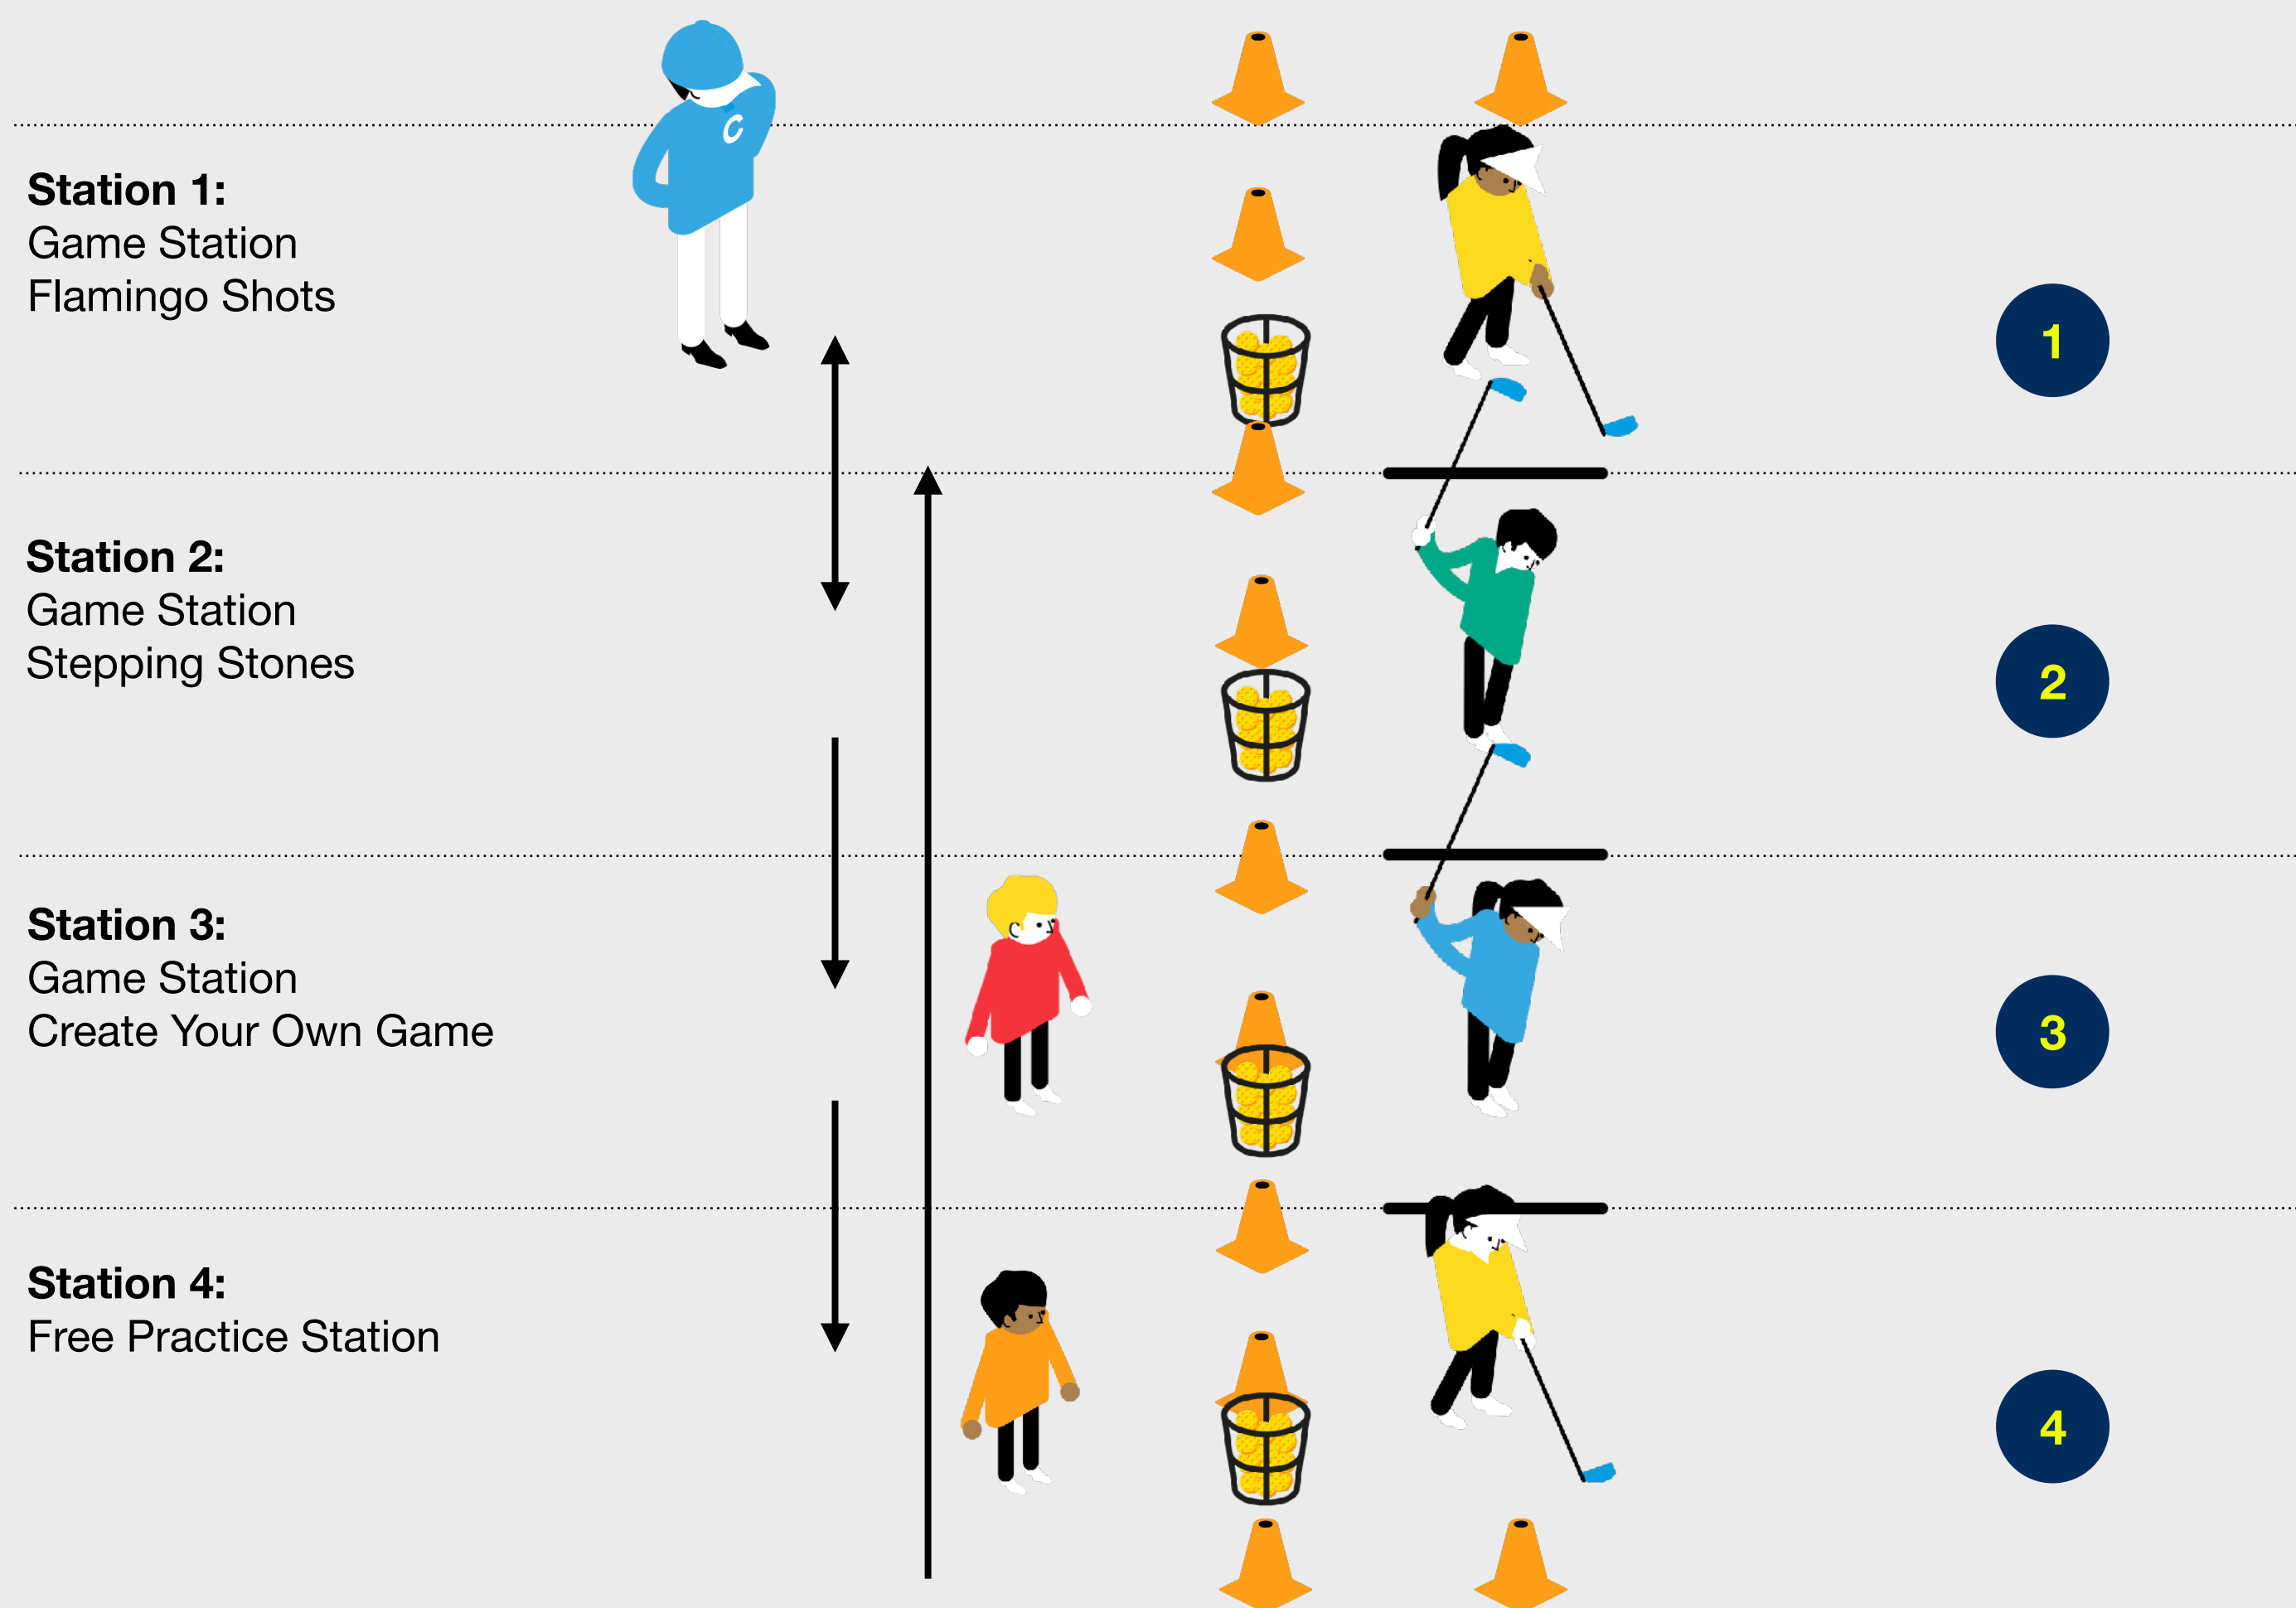 C
Station 1:
Game Station
Flamingo Shots
1
Station 2:
Game Station
Stepping Stones
2
Station 3:
Game Station
Create Your Own Game
3
Station 4:
Free Practice Station
4